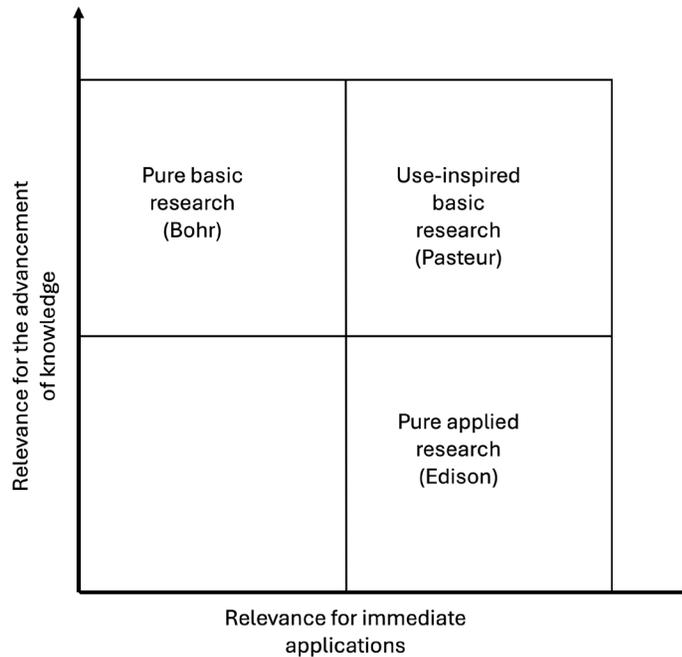 Relevance for the advancement
of knowledge
Pure basic
research
(Bohr)
Use-inspired
basic
research
(Pasteur)
Pure applied
research
(Edison)
Relevance for immediate
applications